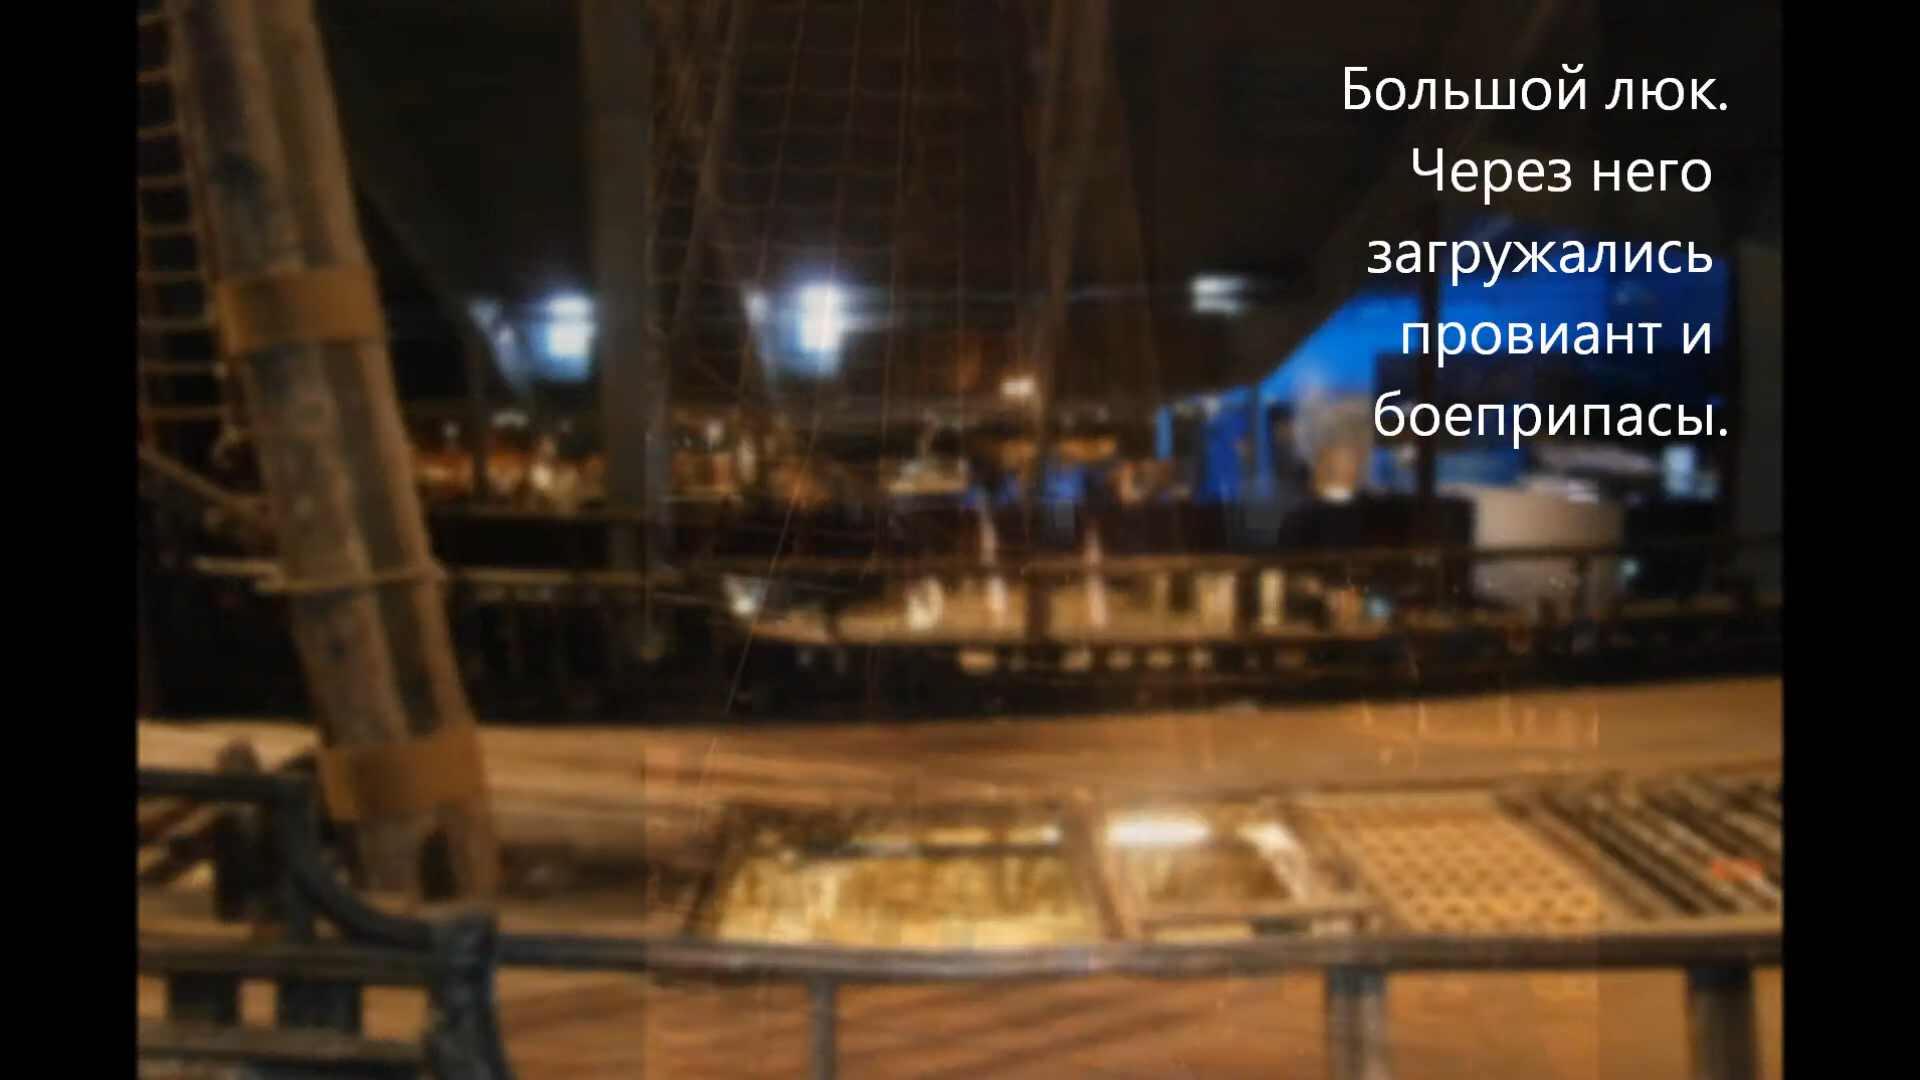 Большой люк.
Через него
загружались
провиант и
боеприпасы.